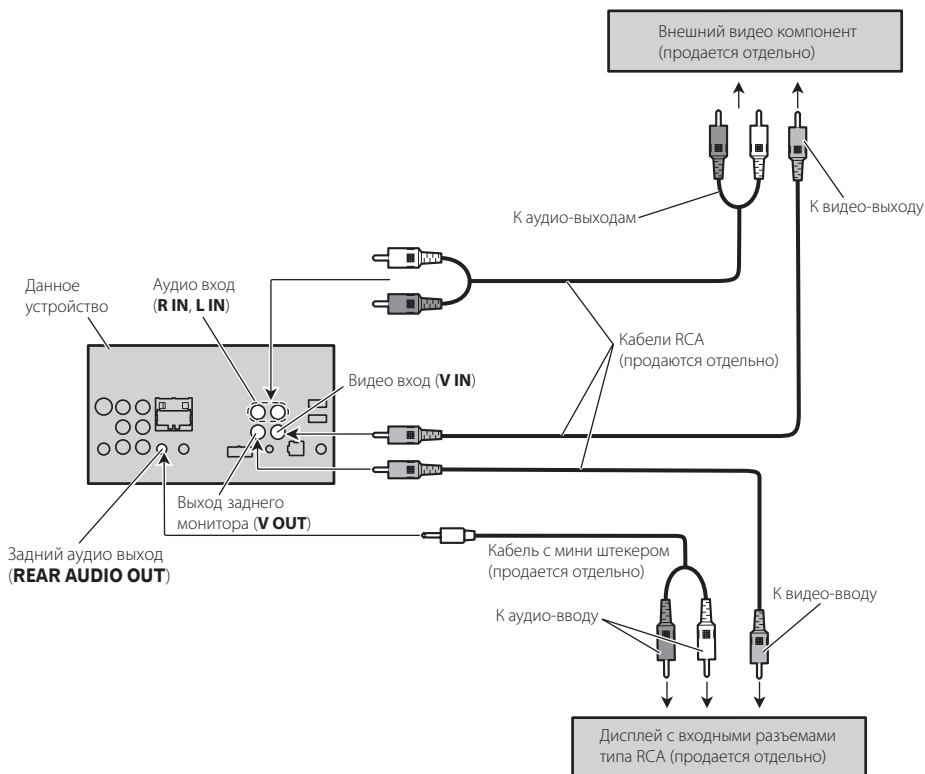 Внешний видео компонент
(продается отдельно)
К аудио-выходам
К видео-выходу
Данное
устройство
Аудио вход
(R IN, L IN)
Кабели RCA
(продаются отдельно)
Видео вход (V IN)
Выход заднего
монитора (V OUT)
Задний аудио выход
(REAR AUDIO OUT)
Кабель с мини штекером
(продается отдельно)
К аудио-вводу
К видео-вводу
Дисплей с входными разъемами
типа RCA (продается отдельно)